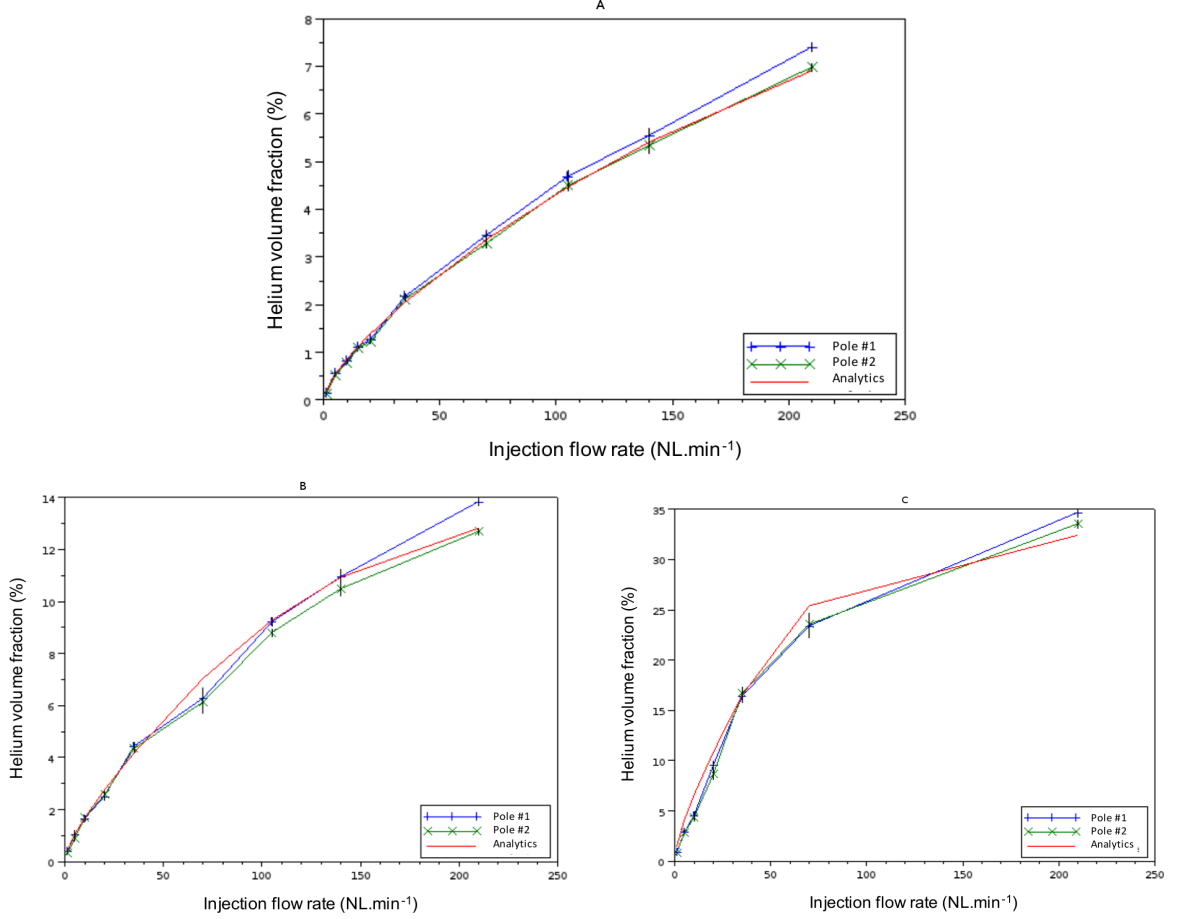 A
8
7
6
5
4
3
2
1
0
0 50 100 150 200 250
Helium volume fraction (%)
Injection flow rate (NL.min-1)
Pole #1
Pole #2
Analytics
B
14
12
10
8
6
4
2
0
0 50 100 150 200 250
Helium volume fraction (%)
Injection flow rate (NL.min-1)
Pole #1
Pole #2
Analytics
C
35
30
25
20
15
10
5
0
0 50 100 150 200 250
Helium volume fraction (%)
Injection flow rate (NL.min-1)
Pole #1
Pole #2
Analytics